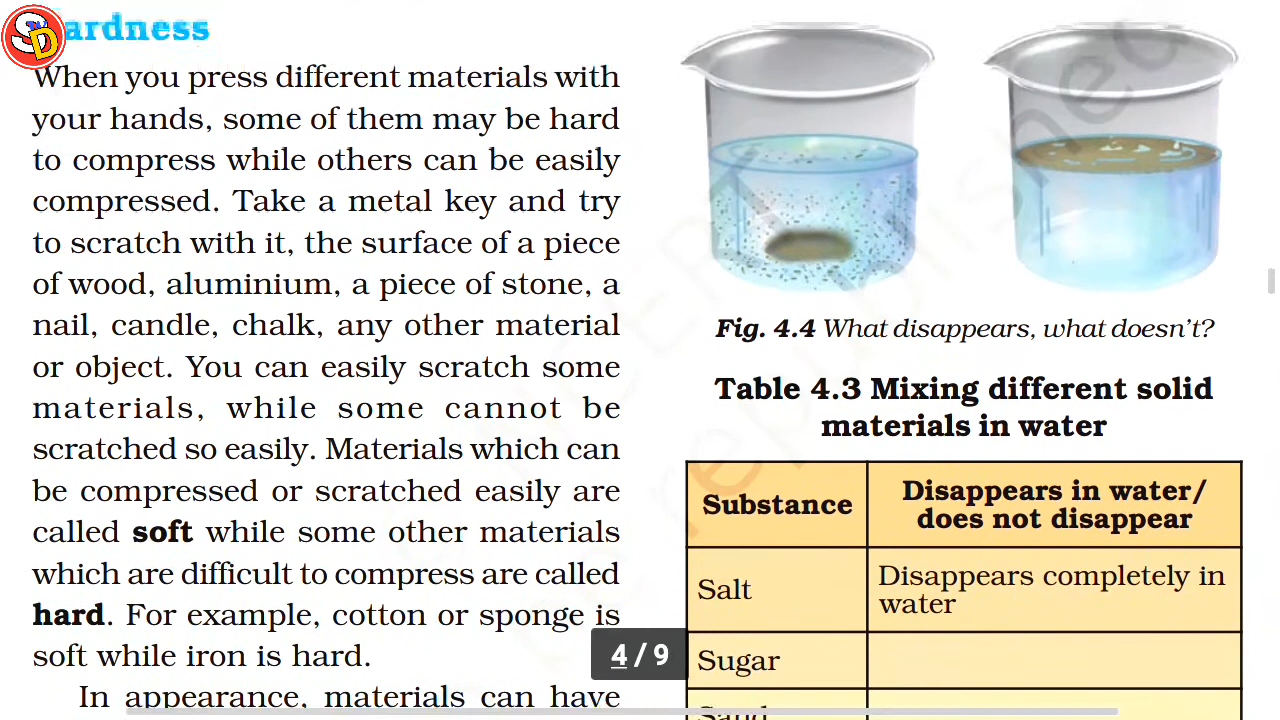 SD
ardness
When you press different materials with
your hands, some of them may be hard
to compress while others can be easily
compressed. Take a metal key and try
to scratch with it, the surface of a piece
of wood, aluminium, a piece of stone, a
nail, candle, chalk, any other material
or object. You can easily scratch some
materials, while some cannot be
scratched so easily. Materials which can
be compressed or scratched easily are
called soft while some other materials
which are difficult to compress are called
hard. For example, cotton or sponge is
soft while iron is hard.
In appearance, materials can have
Fig. 4.4 What disappears, what doesn't?
Table 4.3 Mixing different solid
materials in water
Substance
Disappears in water/
does not disappear
Salt
Disappears completely in
water
Sugar
Sand
4 / 9